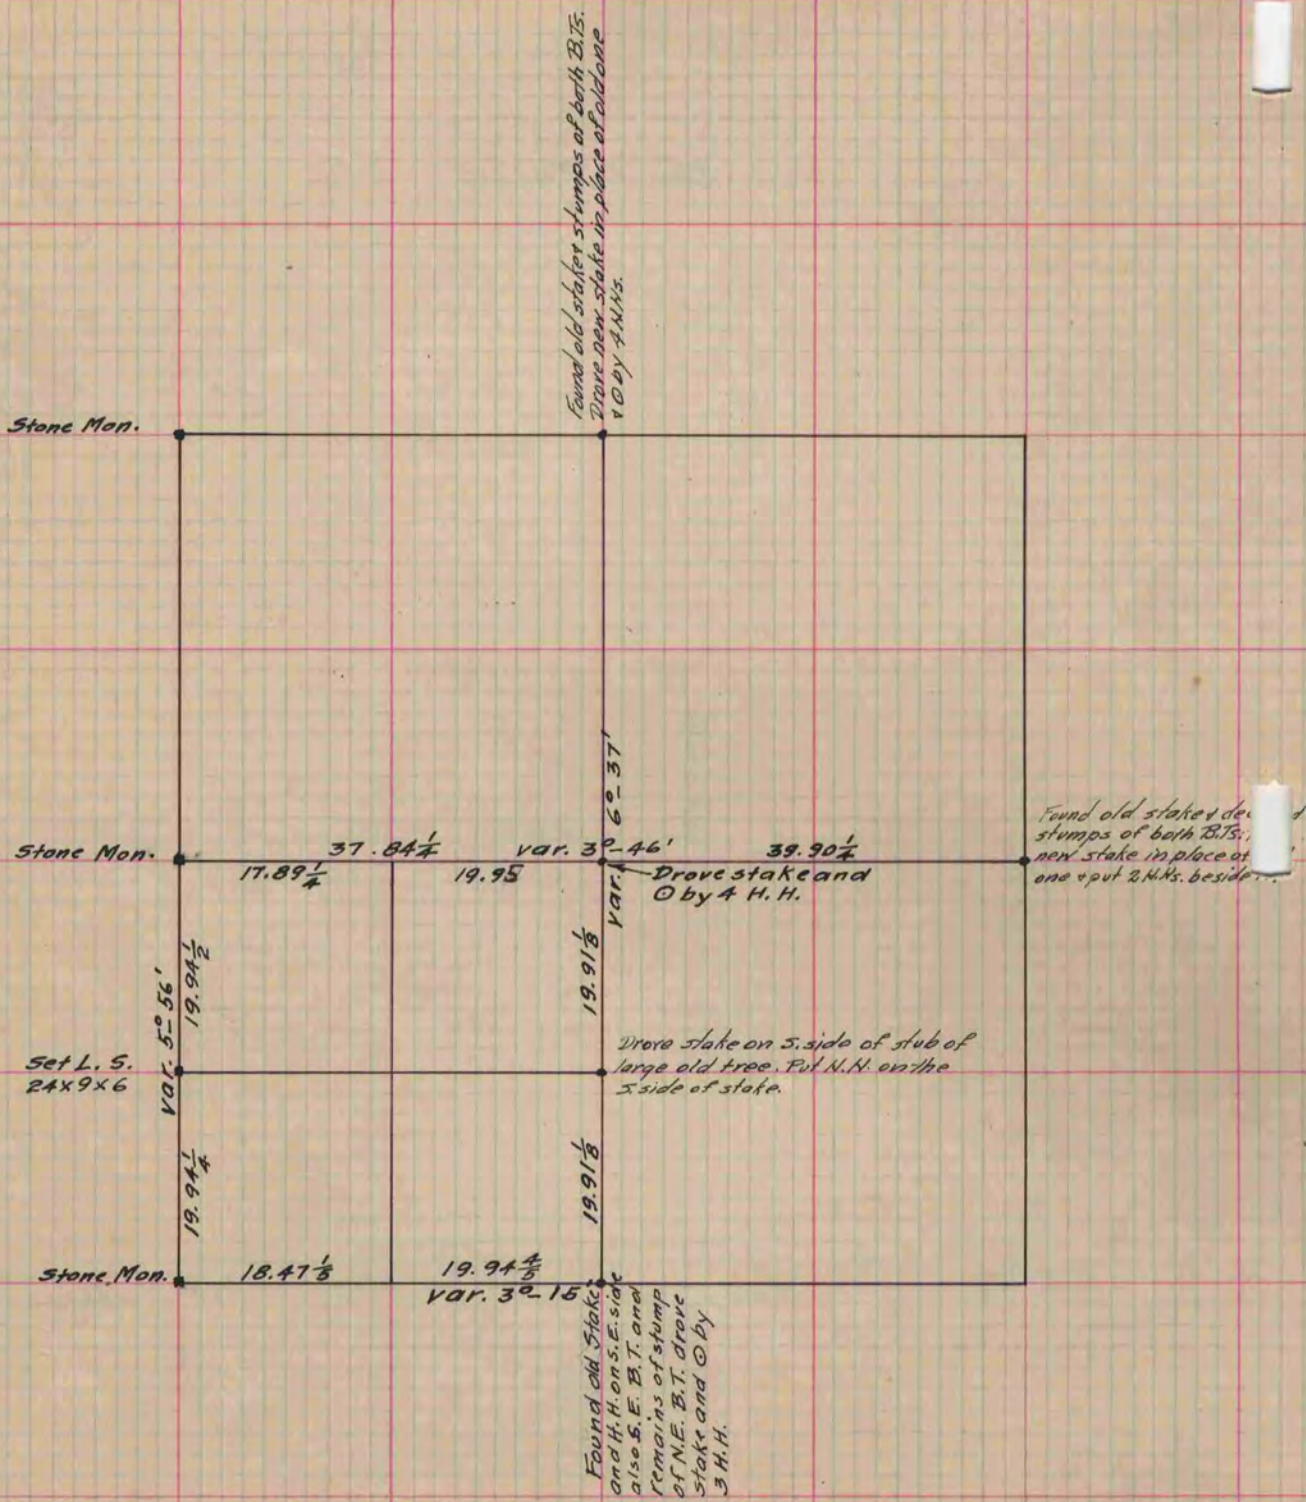 Found old stake & stumps of both B.Ts.
Drove new stake in place of old one
& ⊙ by 4 H.Hs.
Stone Mon.
var. 6°-37'
Found old stake &
stumps of both B.Ts.
new stake in place of
one & put 2 H.Hs. beside
Stone Mon.
37.84 1/4
var. 3°-46'
39.90 1/4
17.89 1/4
19.95
Drove stake and
⊙ by 4 H. H.
19.94 1/2
var. 5°-56'
19.91 1/8
Set L. S.
24x9x6
Drove stake on S. side of stub of
large old tree. Put H.H. on the
S. side of stake.
19.94 1/4
19.91 1/8
Stone Mon.
18.47
19.94 4/5
var. 3°-15'
Found old Stake
and H.H. on S.E. side
also S.E. B.T. and
remains of stump
of N.E. B.T. drove
stake and ⊙ by
3 H.H.